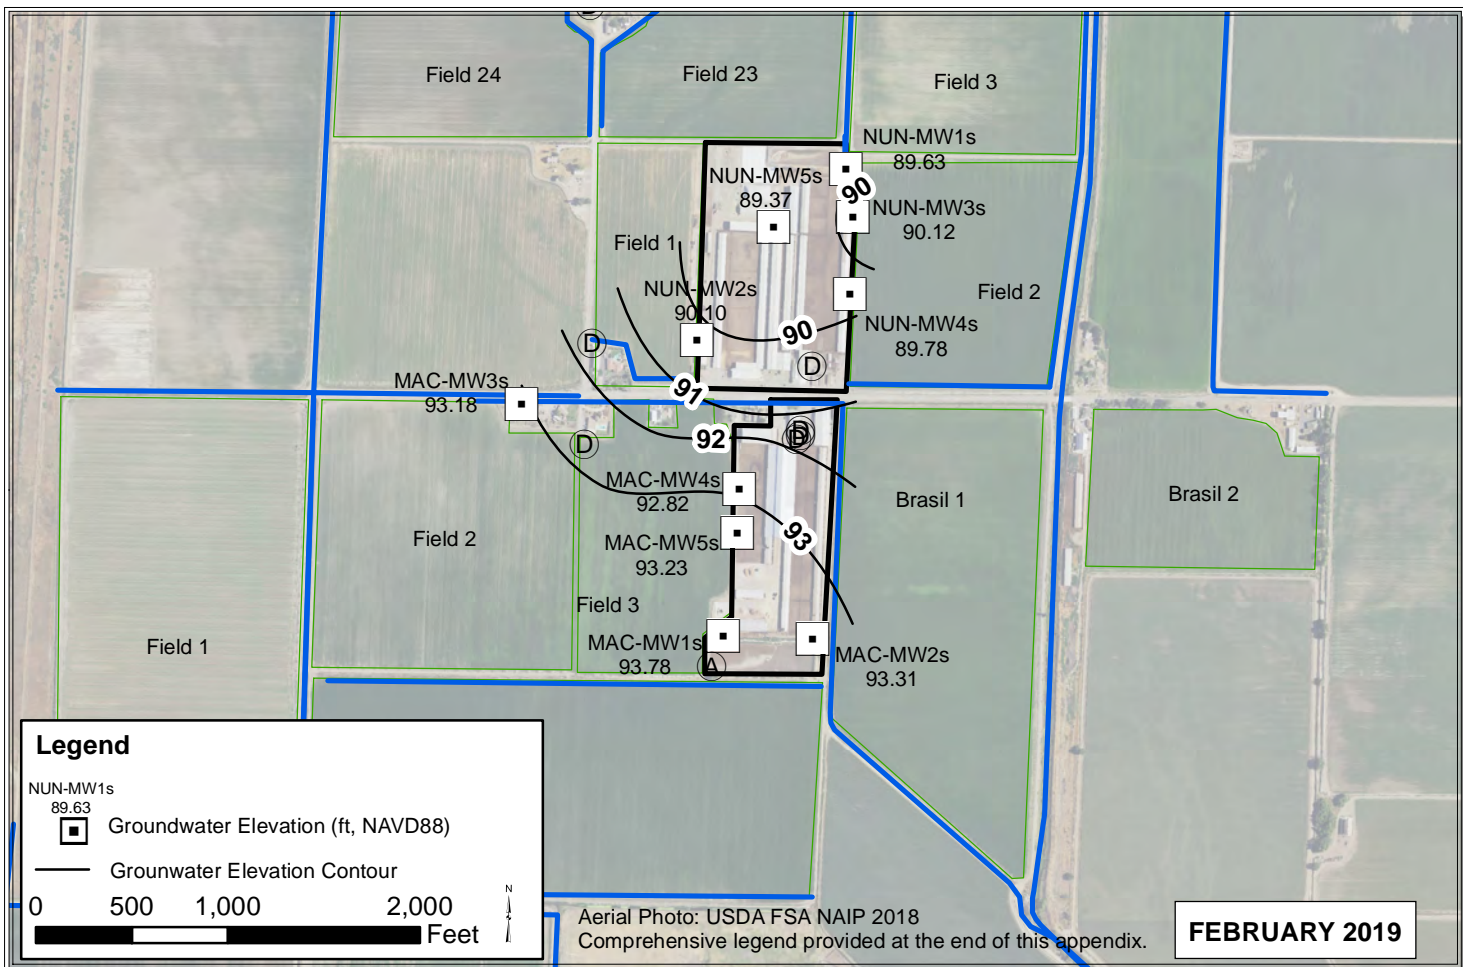 D
Field 24
Field 23
Field 3
NUN-MW1s
89.63
NUN-MW5s
89.37
90
NUN-MW3s
90.12
Field 1
NUN-MW2s
90.10
Field 2
90
NUN-MW4s
89.78
D
D
MAC-MW3s
93.18
91
92
D
D
D
MAC-MW4s
92.82
Brasil 1
Brasil 2
Field 2
MAC-MW5s
93.23
93
Field 3
Field 1
MAC-MW1s
93.78
A
MAC-MW2s
93.31
Legend
NUN-MW1s
89.63
Groundwater Elevation (ft, NAVD88)
Grounwater Elevation Contour
N
0 500 1,000 2,000
Feet
Aerial Photo: USDA FSA NAIP 2018
Comprehensive legend provided at the end of this appendix.
FEBRUARY 2019